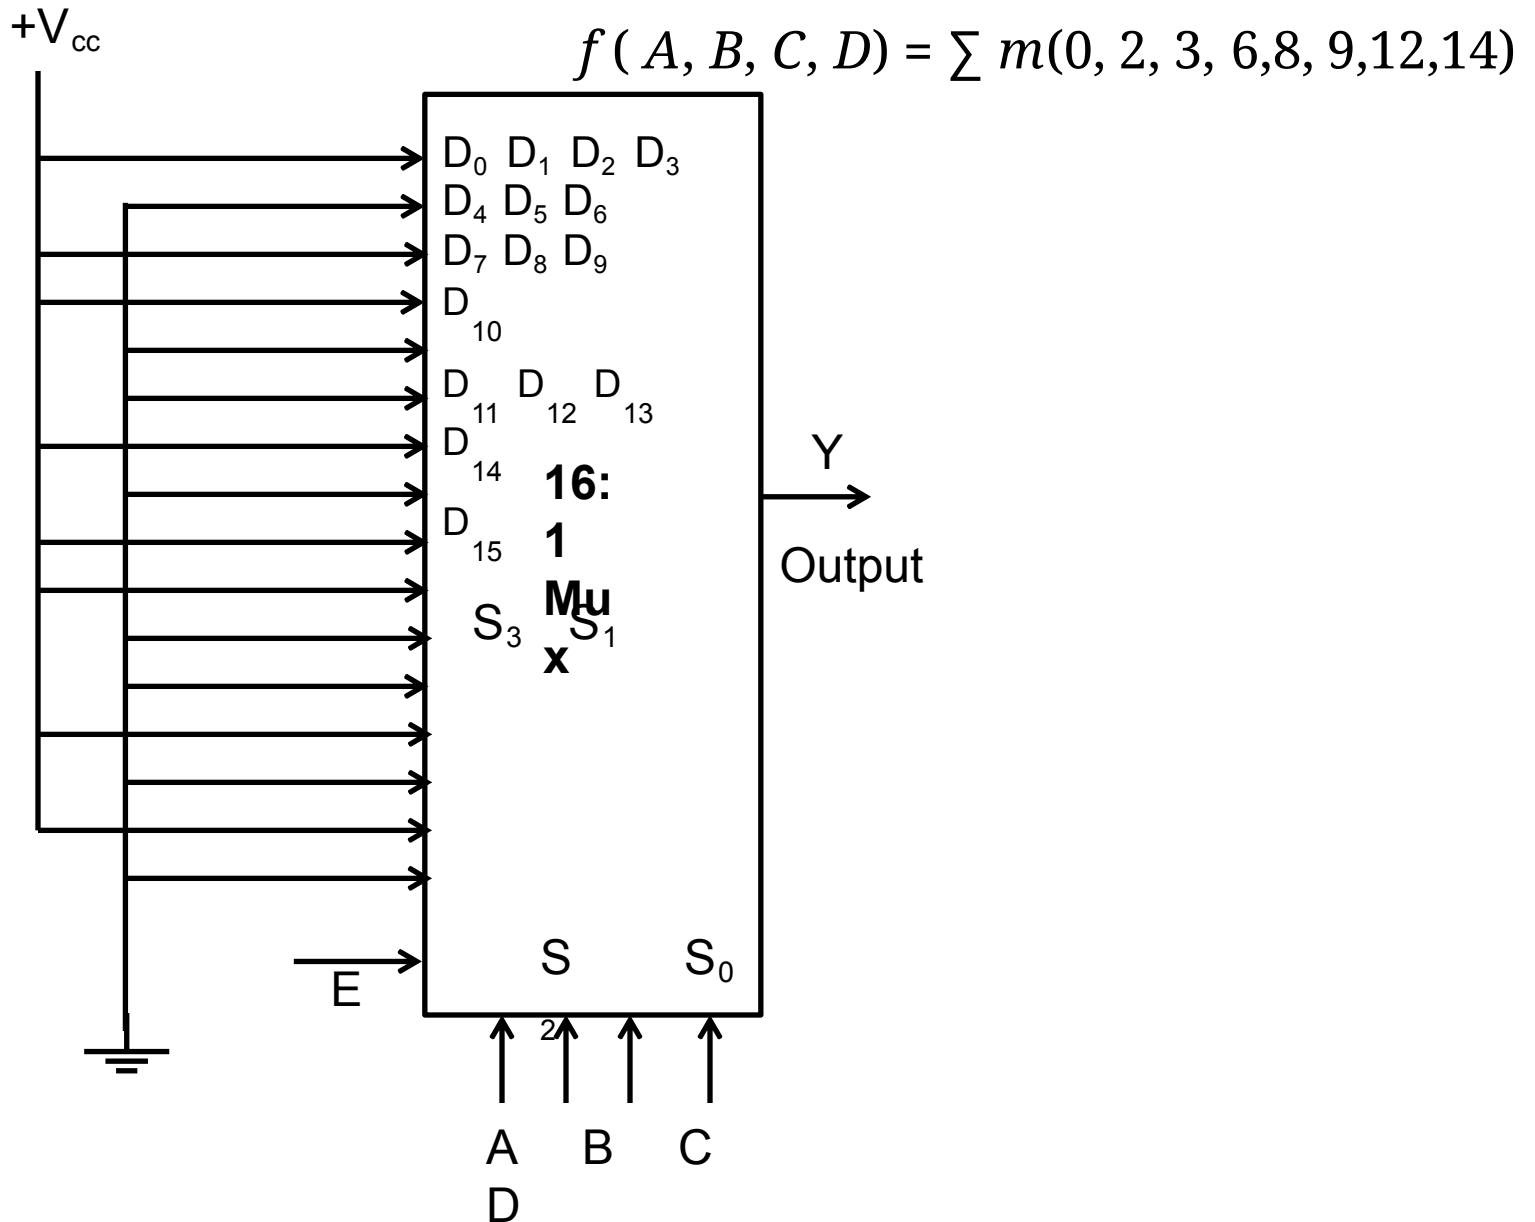 +Vcc
f ( A, B, C, D) = ∑ m(0, 2, 3, 6,8, 9,12,14)
D0 D1 D2 D3
D4 D5 D6
D7 D8 D9
D10
D11 D12 D13
D14
D15
16:
1
Mu
x
S3 S1
Y
Output
E
S2 S0
A B C
D